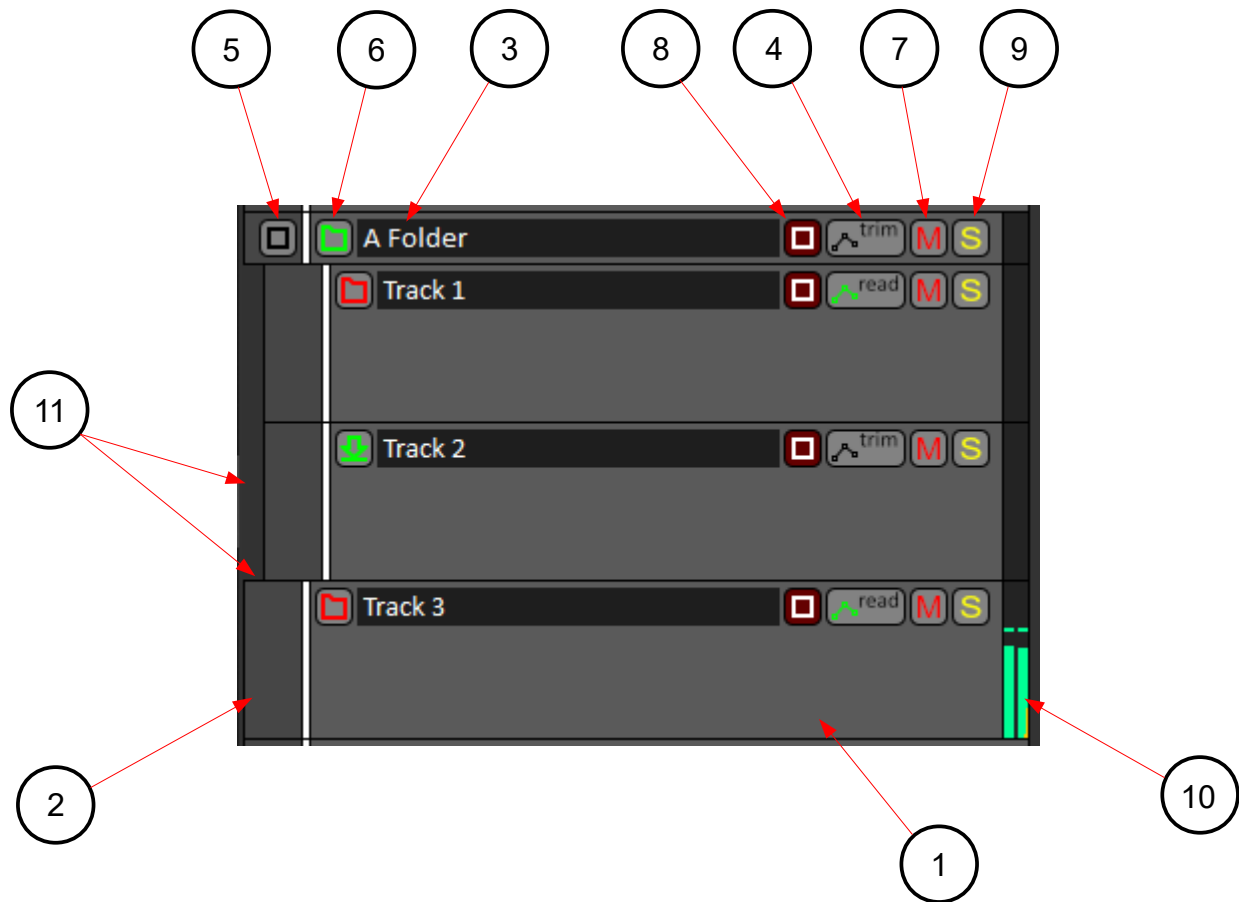 5 6 3 8 4 7 9
A Folder trim M S
Track 1 read M S
11
Track 2 trim M S
Track 3 read M S
2
10
1